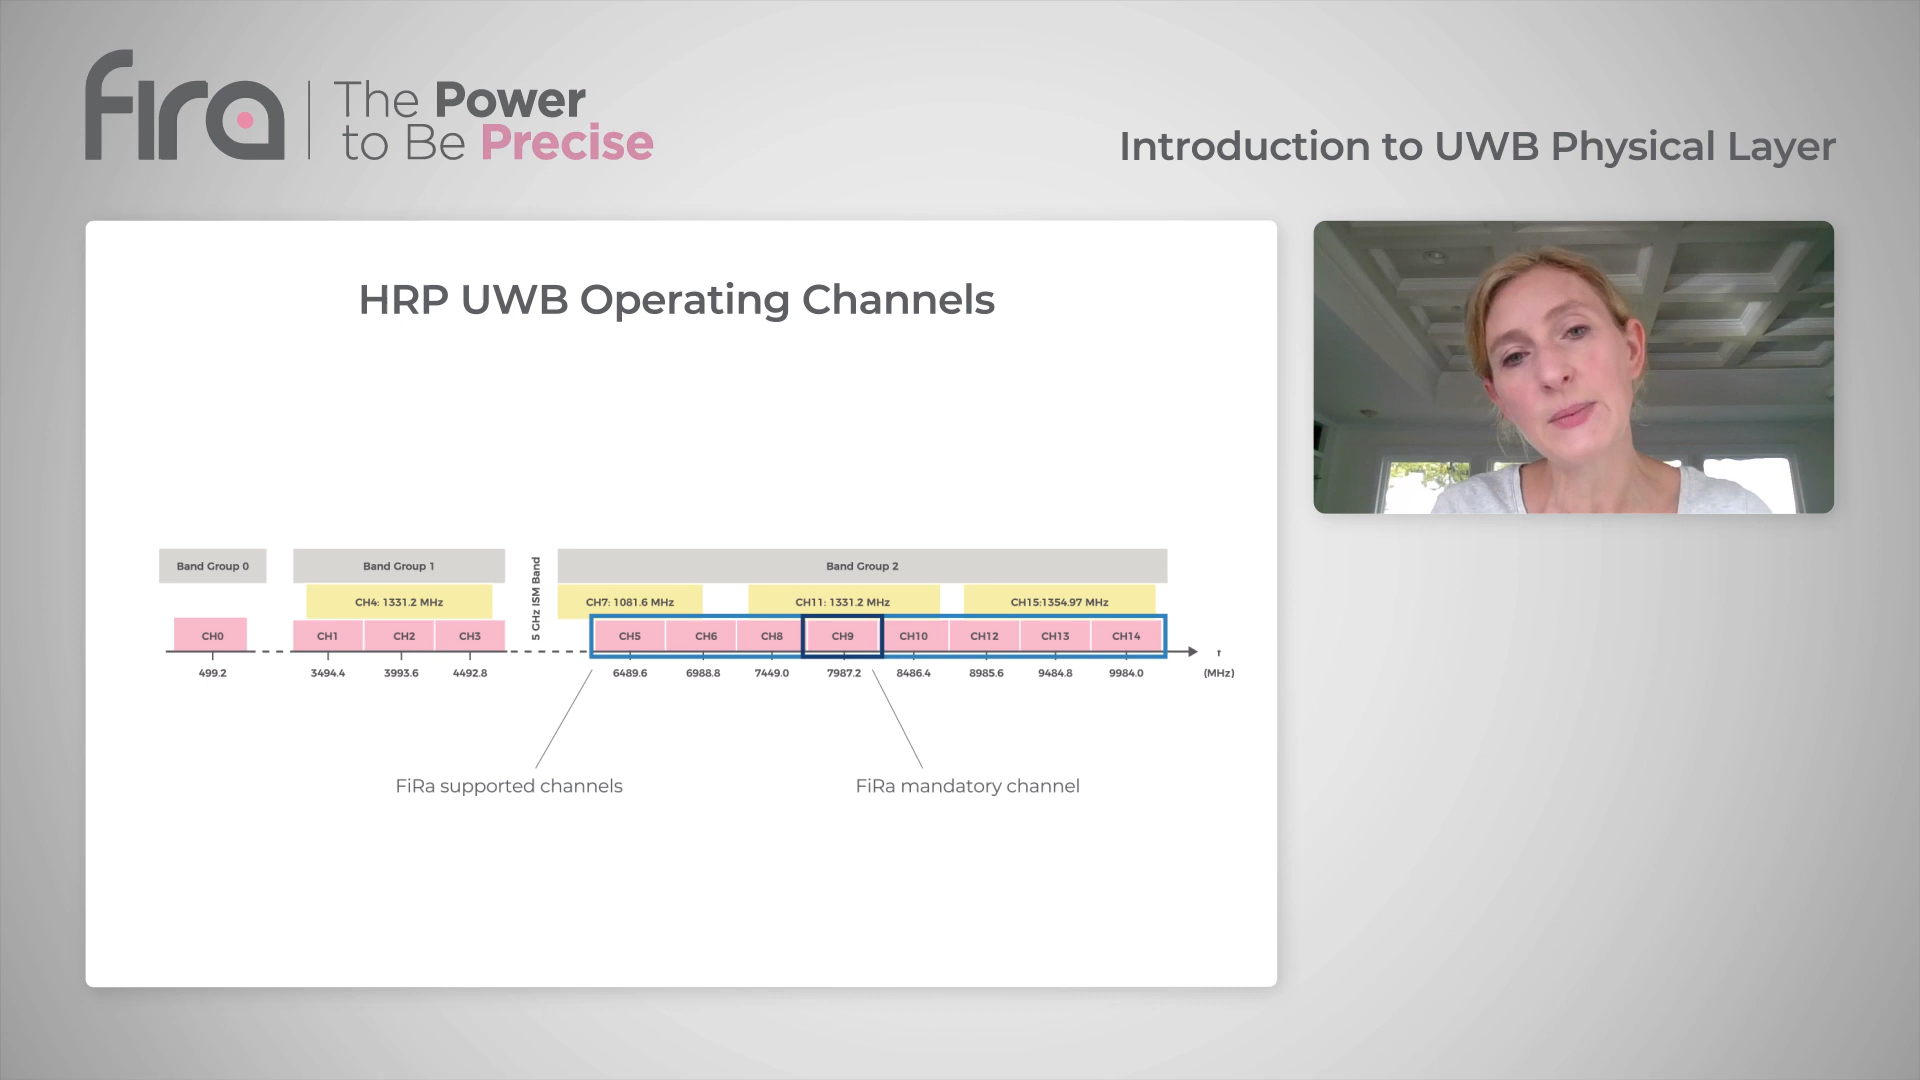 fira
The Power
to Be Precise
Introduction to UWB Physical Layer
HRP UWB Operating Channels
Band Group 0
Band Group 1
5 GHz ISM Band
Band Group 2
CH4: 1331.2 MHz
CH7: 1081.6 MHz
CH11: 1331.2 MHz
CH15:1354.97 MHz
CH0
CH1
CH2
CH3
CH5
CH6
CH8
CH9
CH10
CH12
CH13
CH14
f
499.2
3494.4
3993.6
4492.8
6489.6
6988.8
7449.0
7987.2
8486.4
8985.6
9484.8
9984.0
(MHz)
FiRa supported channels
FiRa mandatory channel